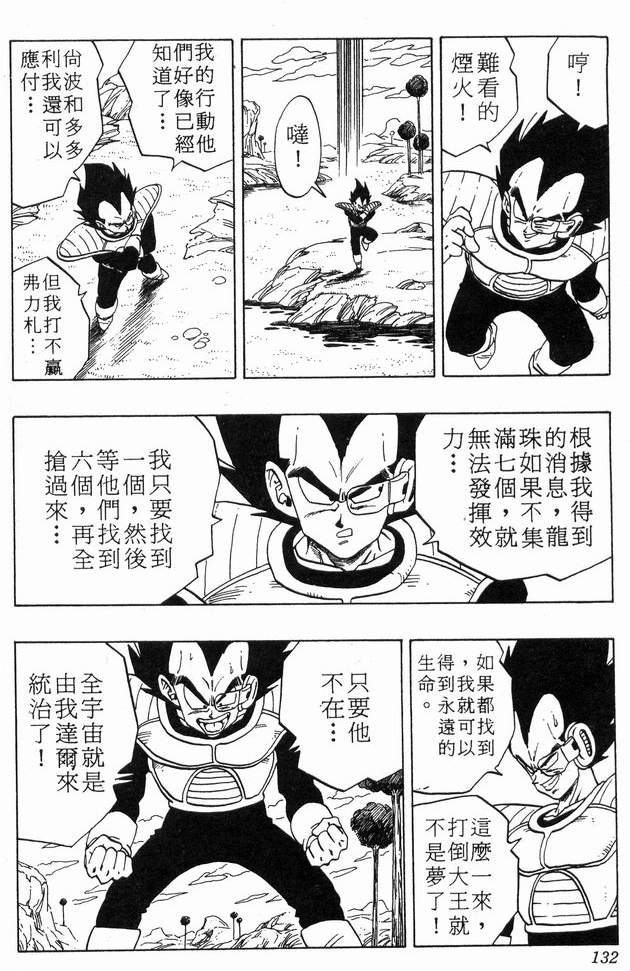 哼！
難看的
煙火！
噠！
我的行動他
們好像已經
知道了…
尙波和多多
利我還可以
應付…
但我打不贏
弗力札…
根據我得到
的消息，龍
珠如果不集
滿七個，就
無法發揮效
力…
我只要找到
一個，然後
等他們找到
六個，再全
搶過來…
如果都找到
，我就可以
得到永遠的
生命。
這麼一來，
打倒大王就
不是夢了！
只要他
不在…
全宇宙就是
由我達爾來
統治了！
132